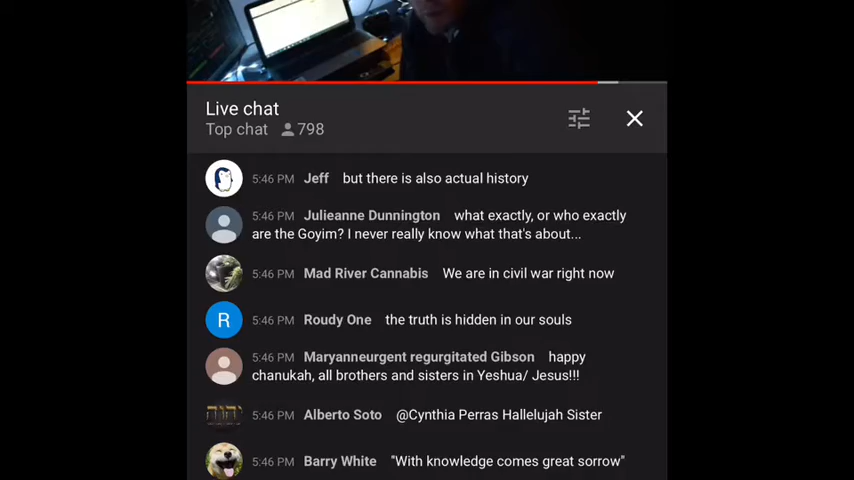 Live chat
Top chat 798
5:46 PM Jeff but there is also actual history
5:46 PM Julieanne Dunnington what exactly, or who exactly
are the Goyim? I never really know what that's about...
5:46 PM Mad River Cannabis We are in civil war right now
R 5:46 PM Roudy One the truth is hidden in our souls
5:46 PM Maryanneurgent regurgitated Gibson happy
chanukah, all brothers and sisters in Yeshua/ Jesus!!!
יהוה 5:46 PM Alberto Soto @Cynthia Perras Hallelujah Sister
5:46 PM Barry White "With knowledge comes great sorrow"